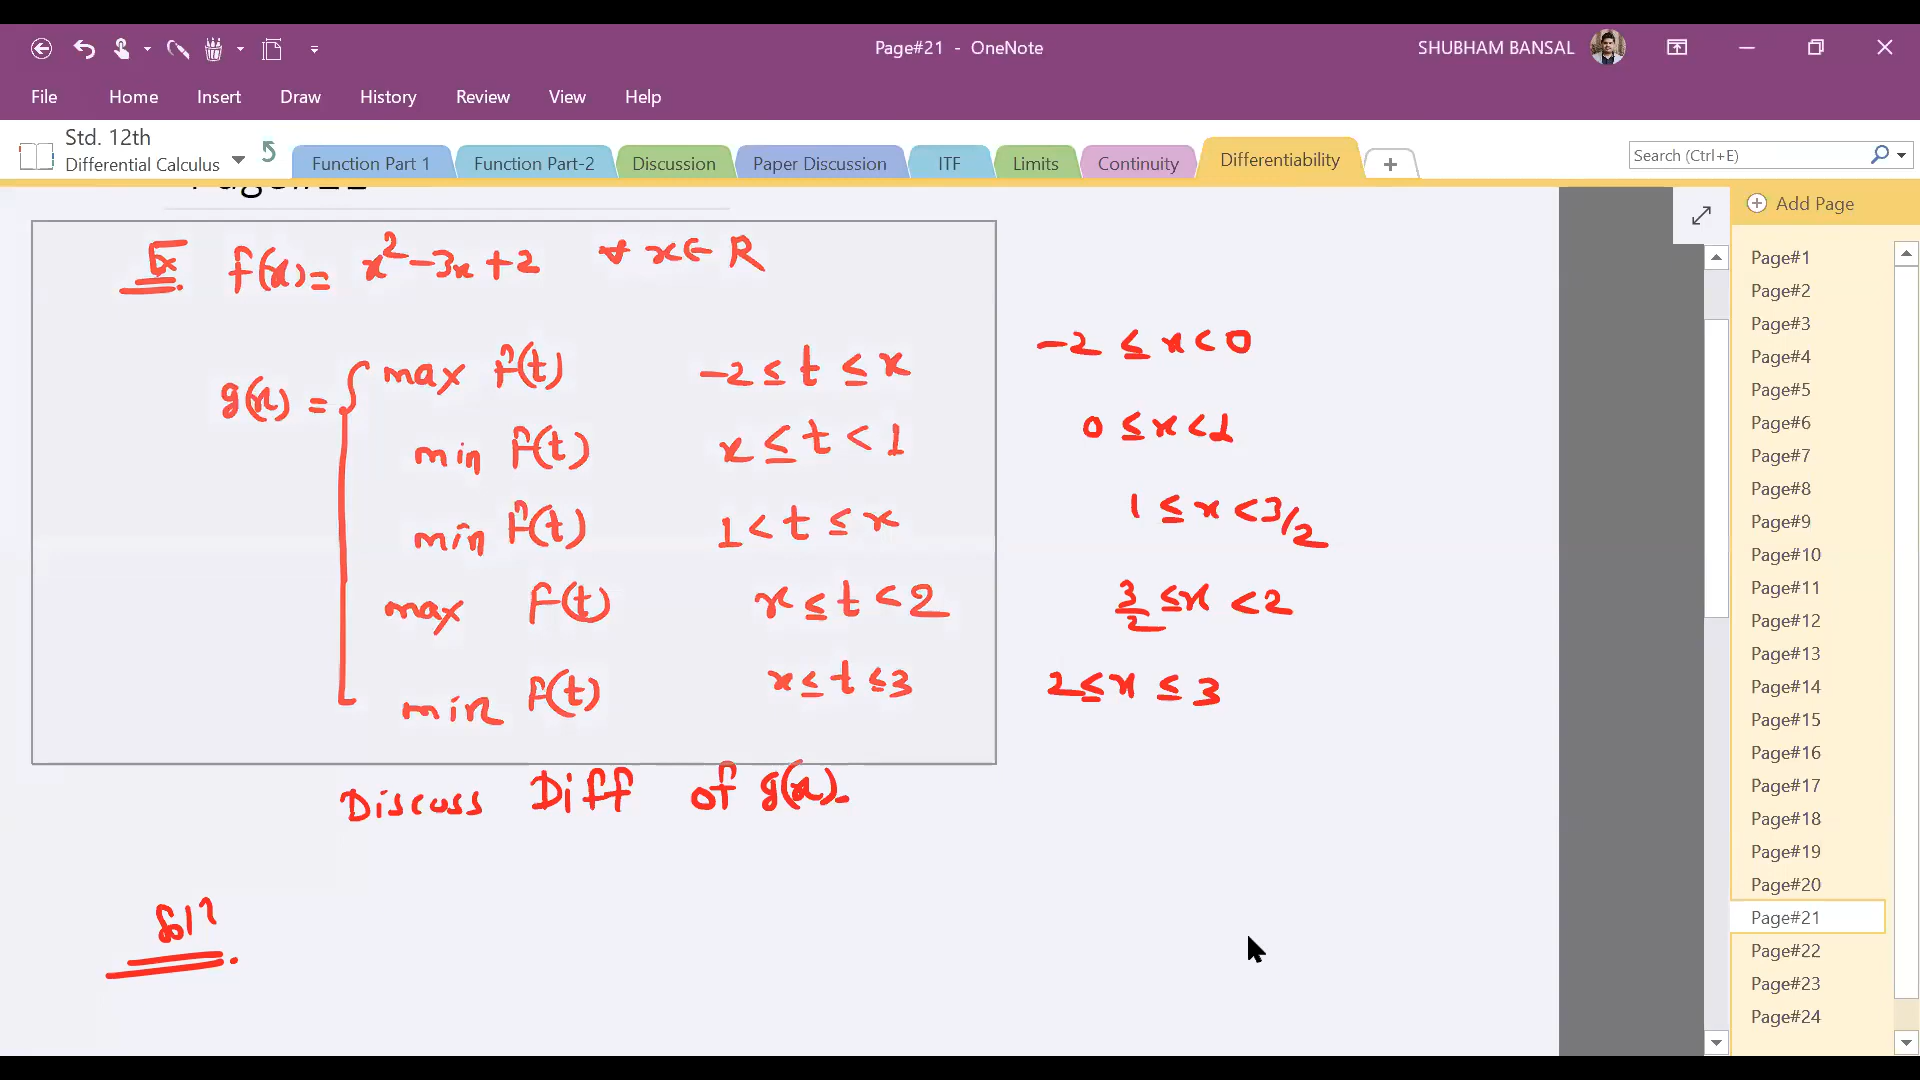 Page#21 - OneNote
SHUBHAM BANSAL
File Home Insert Draw History Review View Help
Std. 12th
Differential Calculus
Function Part 1 Function Part-2 Discussion Paper Discussion ITF Limits Continuity Differentiability +
Search (Ctrl+E)
Add Page
Ex. f(x) = x² - 3x + 2 ∀ x ∈ R
g(x) = { max f(t) -2 ≤ t ≤ x -2 ≤ x < 0
min f(t) x ≤ t < 1 0 ≤ x < 1
min f(t) 1 < t ≤ x 1 ≤ x < 3/2
max f(t) x ≤ t < 2 3/2 ≤ x < 2
min f(t) x ≤ t ≤ 3 2 ≤ x ≤ 3
Discuss Diff of g(x).
Solⁿ.
Page#1
Page#2
Page#3
Page#4
Page#5
Page#6
Page#7
Page#8
Page#9
Page#10
Page#11
Page#12
Page#13
Page#14
Page#15
Page#16
Page#17
Page#18
Page#19
Page#20
Page#21
Page#22
Page#23
Page#24